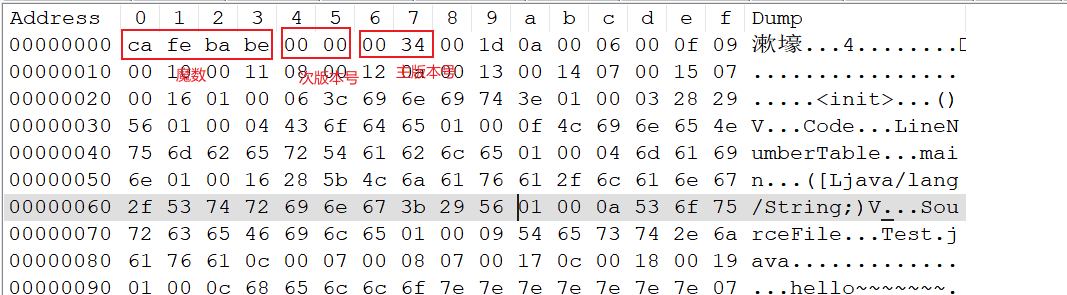 Address 0 1 2 3 4 5 6 7 8 9 a b c d e f Dump
00000000 ca fe ba be 00 00 00 34 00 1d 0a 00 06 00 0f 09 漱壕...4........□
魔数 次版本号 主版本号
00000010 00 10 00 11 08 00 12 0a 00 13 00 14 07 00 15 07 ................
00000020 00 16 01 00 06 3c 69 6e 69 74 3e 01 00 03 28 29 .....<init>...()
00000030 56 01 00 04 43 6f 64 65 01 00 0f 4c 69 6e 65 4e V...Code...LineN
00000040 75 6d 62 65 72 54 61 62 6c 65 01 00 04 6d 61 69 umberTable...mai
00000050 6e 01 00 16 28 5b 4c 6a 61 76 61 2f 6c 61 6e 67 n...([Ljava/lang
00000060 2f 53 74 72 69 6e 67 3b 29 56 01 00 0a 53 6f 75 /String;)V...Sou
00000070 72 63 65 46 69 6c 65 01 00 09 54 65 73 74 2e 6a rceFile...Test.j
00000080 61 76 61 0c 00 07 00 08 07 00 17 0c 00 18 00 19 ava.............
00000090 01 00 0c 68 65 6c 6c 6f 7e 7e 7e 7e 7e 7e 7e 07 ...hello~~~~~~~.